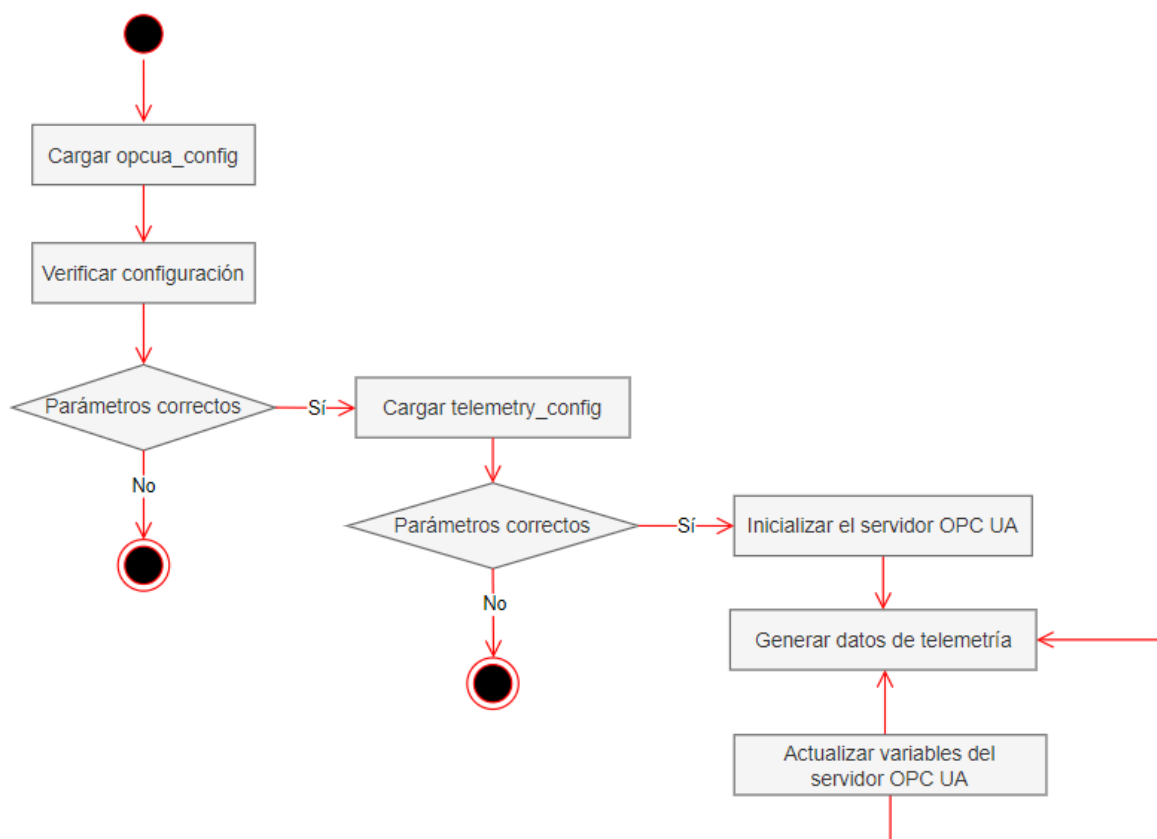 Cargar opcua_config
Verificar configuración
Parámetros correctos
Sí
Cargar telemetry_config
No
Parámetros correctos
Sí
Inicializar el servidor OPC UA
No
Generar datos de telemetría
Actualizar variables del
servidor OPC UA